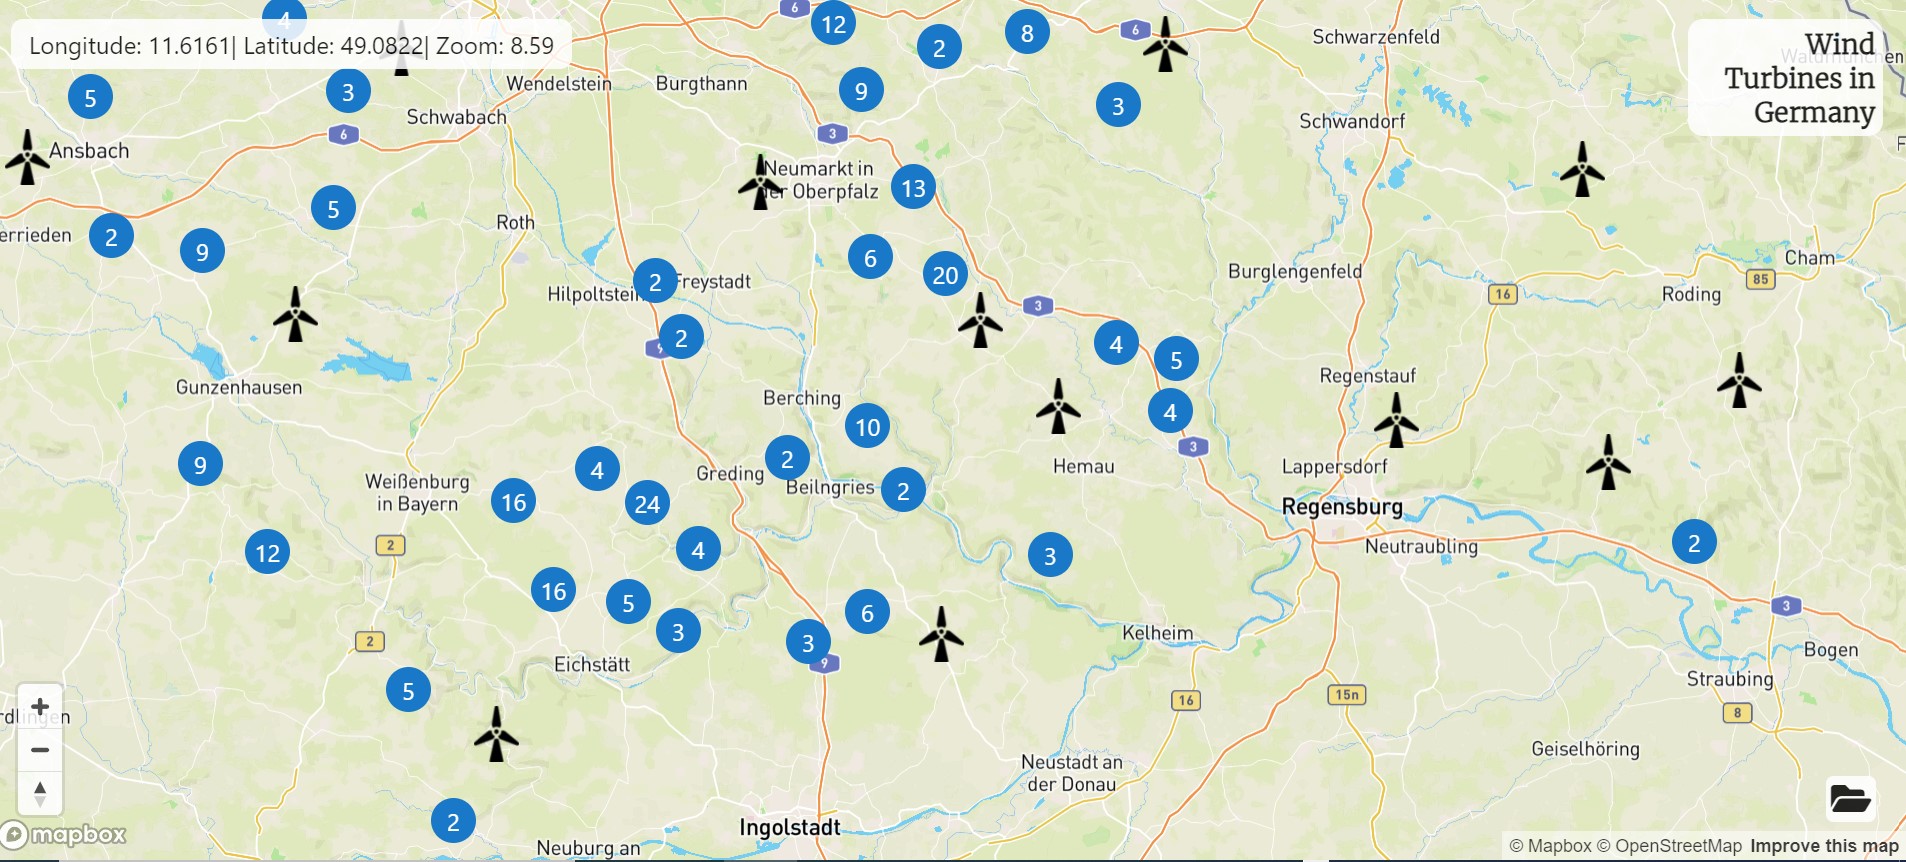 4
6
12
2
8
6
Longitude: 11.6161| Latitude: 49.0822| Zoom: 8.59
Wind
Turbines in
Germany
Schwarzenfeld
Wendelstein
Burgthann
5
3
9
3
Schwabach
6
3
Schwandorf
Ansbach
Neumarkt in
der Oberpfalz
13
5
Roth
errieden
2
9
6
20
Cham
Burglengenfeld
85
2
Freystadt
Hilpoltstein
16
Roding
3
2
9
4
5
Gunzenhausen
Regenstauf
Berching
4
10
3
9
4
2
Greding
Hemau
Lappersdorf
Weißenburg
in Bayern
16
24
Beilngries
2
Regensburg
12
2
4
3
Neutraubling
2
16
5
6
3
3
2
3
9
Kelheim
Eichstätt
Bogen
5
16
15n
Straubing
8
rdlingen
+
−
Geiselhöring
Neustadt an
der Donau
2
Ingolstadt
mapbox
Neuburg an
© Mapbox © OpenStreetMap Improve this map